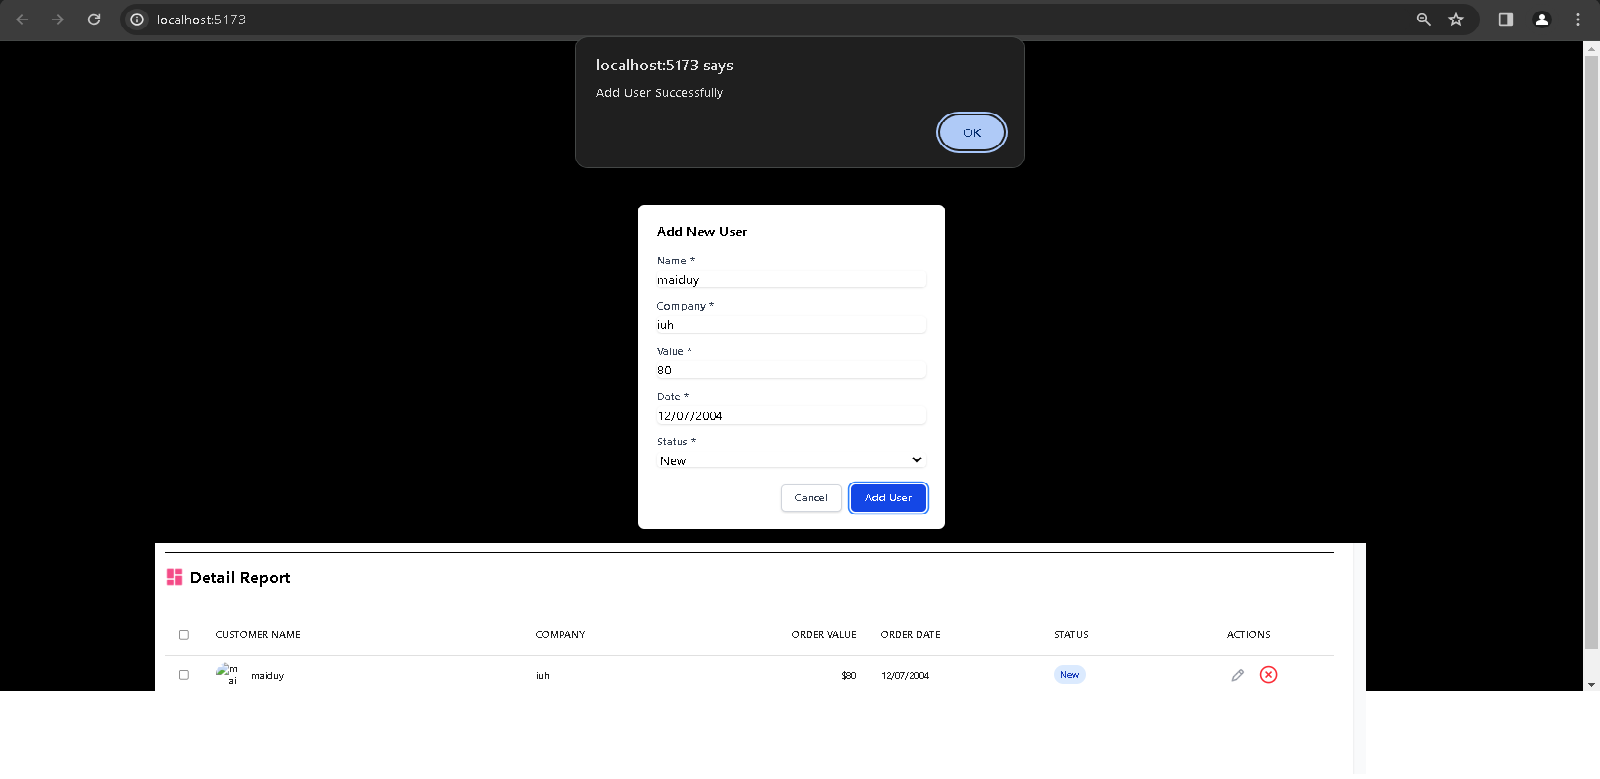 localhost:5173
localhost:5173 says
Add User Successfully
OK
Add New User
Name *
maiduy
Company *
iuh
Value *
80
Date *
12/07/2004
Status *
New
Cancel
Add User
Detail Report
CUSTOMER NAME
COMPANY
ORDER VALUE
ORDER DATE
STATUS
ACTIONS
mai
maiduy
iuh
$80
12/07/2004
New